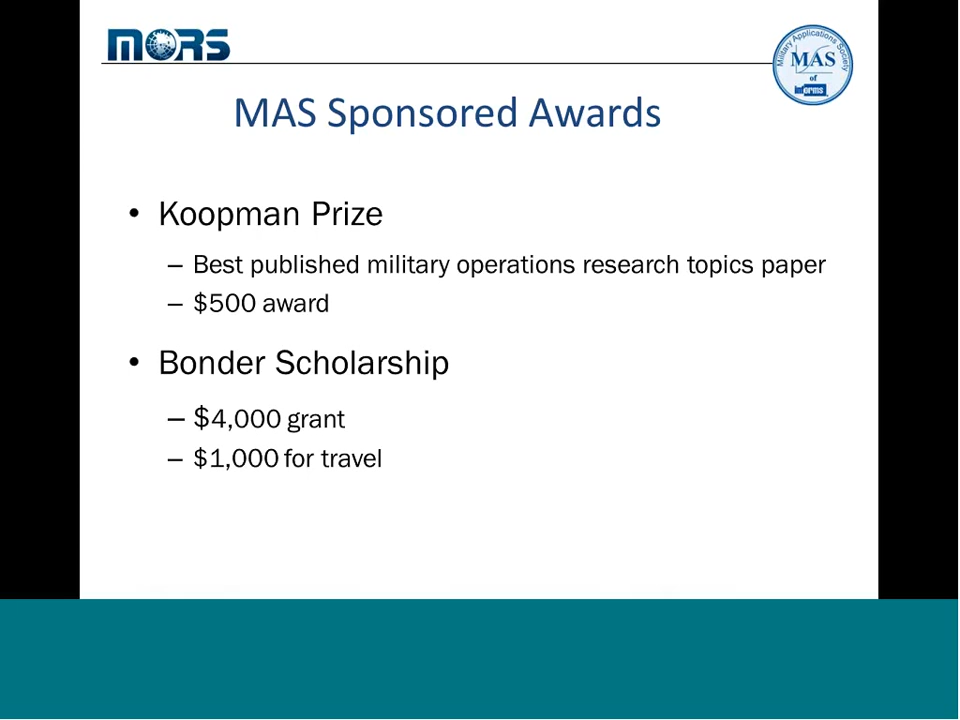 MORS
Military Applications Society
MAS
of
informs
MAS Sponsored Awards
• Koopman Prize
– Best published military operations research topics paper
– $500 award
• Bonder Scholarship
– $4,000 grant
– $1,000 for travel